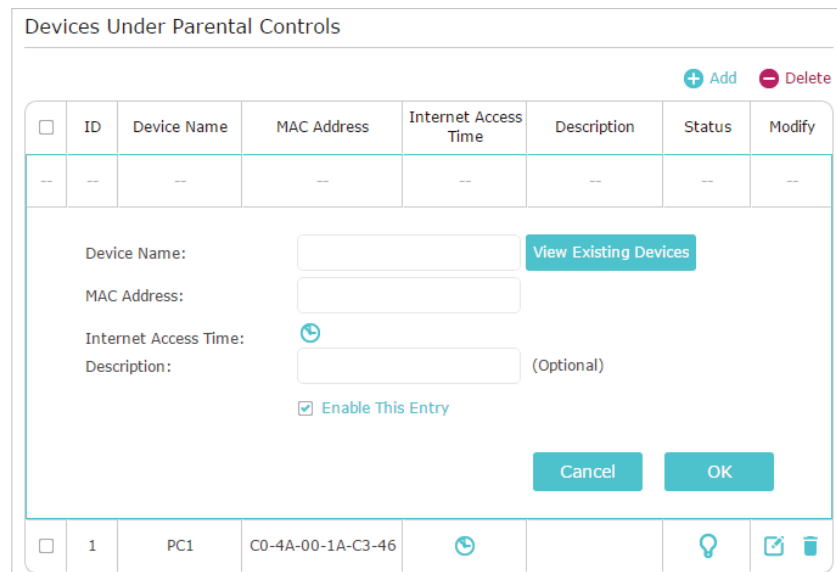 Devices Under Parental Controls
Add Delete
ID Device Name MAC Address Internet Access Time Description Status Modify
-- -- -- -- -- -- -- --
Device Name: View Existing Devices
MAC Address:
Internet Access Time:
Description: (Optional)
Enable This Entry
Cancel OK
1 PC1 C0-4A-00-1A-C3-46